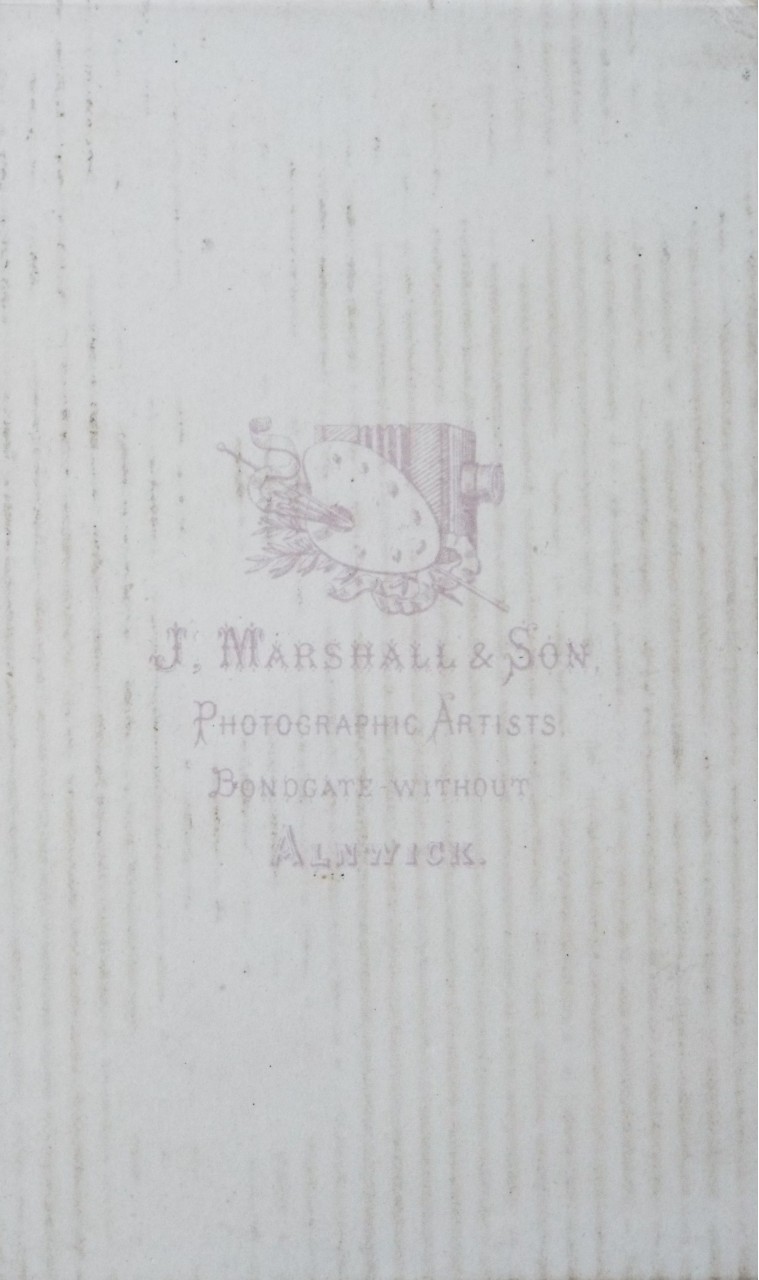 J. Marshall & Son.
Photographic Artists.
Bondgate-without
Alnwick.